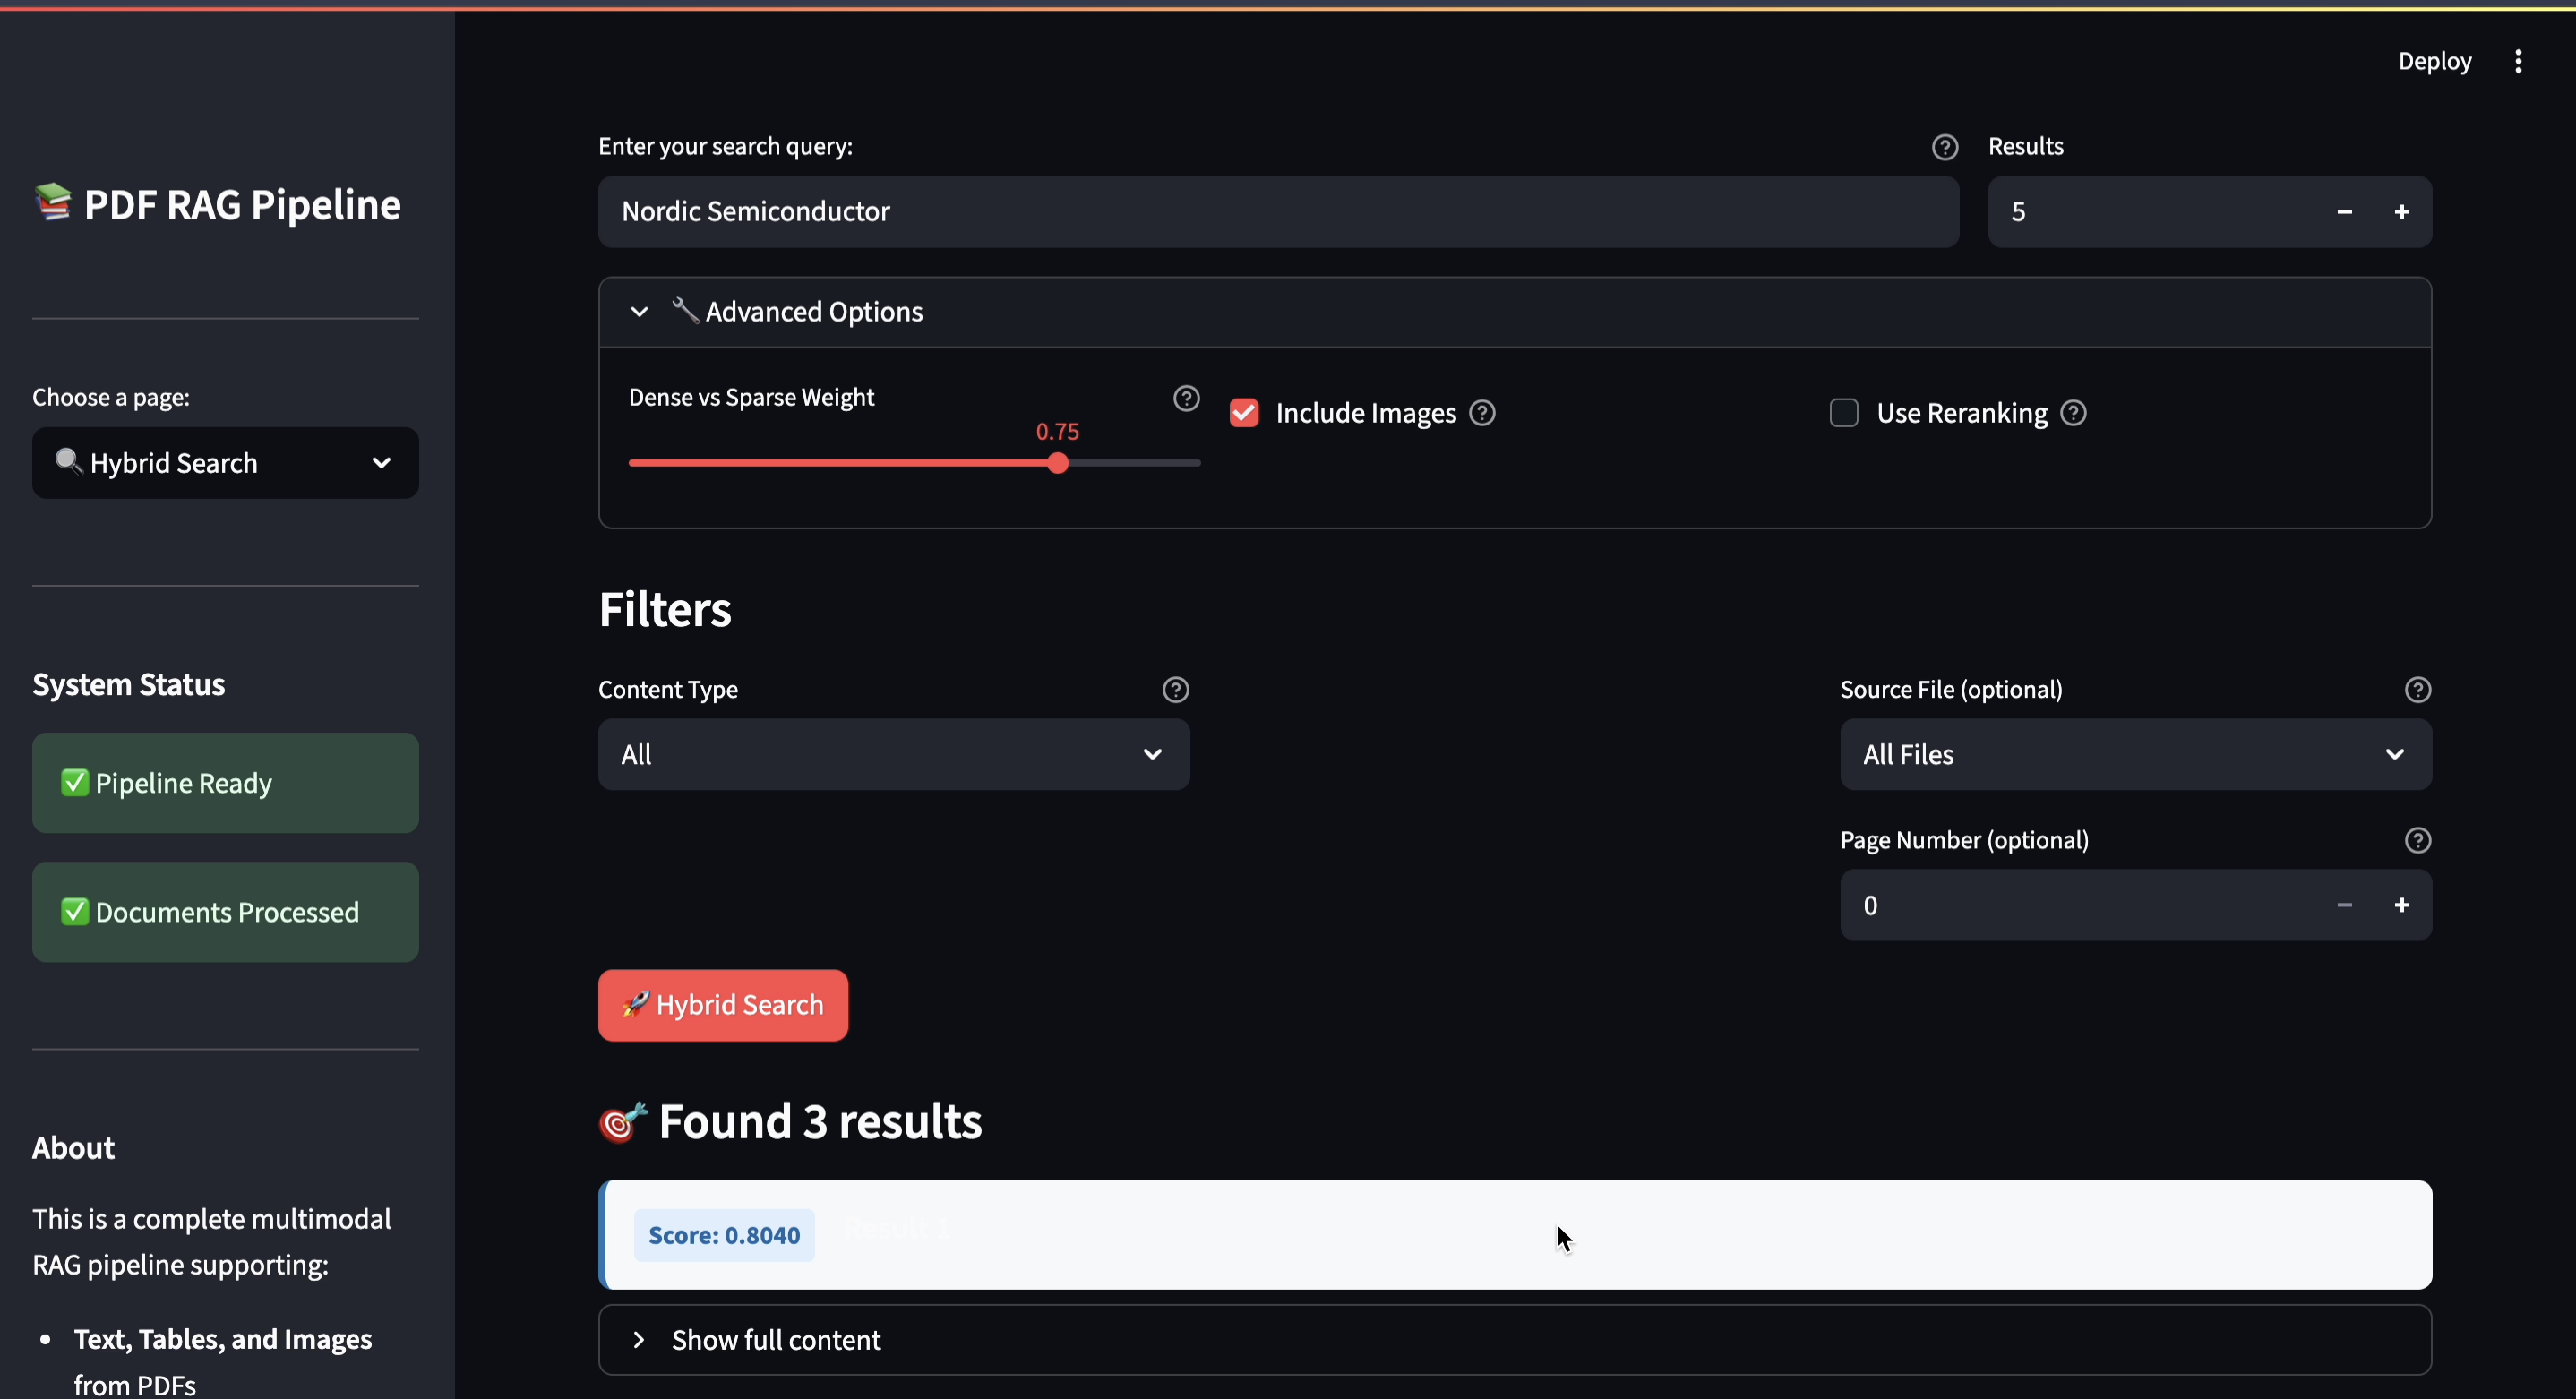 Deploy
PDF RAG Pipeline
Choose a page:
Hybrid Search
System Status
Pipeline Ready
Documents Processed
About
This is a complete multimodal
RAG pipeline supporting:
• Text, Tables, and Images
from PDFs
Enter your search query:
Results
Nordic Semiconductor
5
Advanced Options
Dense vs Sparse Weight
0.75
Include Images
Use Reranking
Filters
Content Type
All
Source File (optional)
All Files
Page Number (optional)
0
Hybrid Search
Found 3 results
Score: 0.8040
Result 1
Show full content